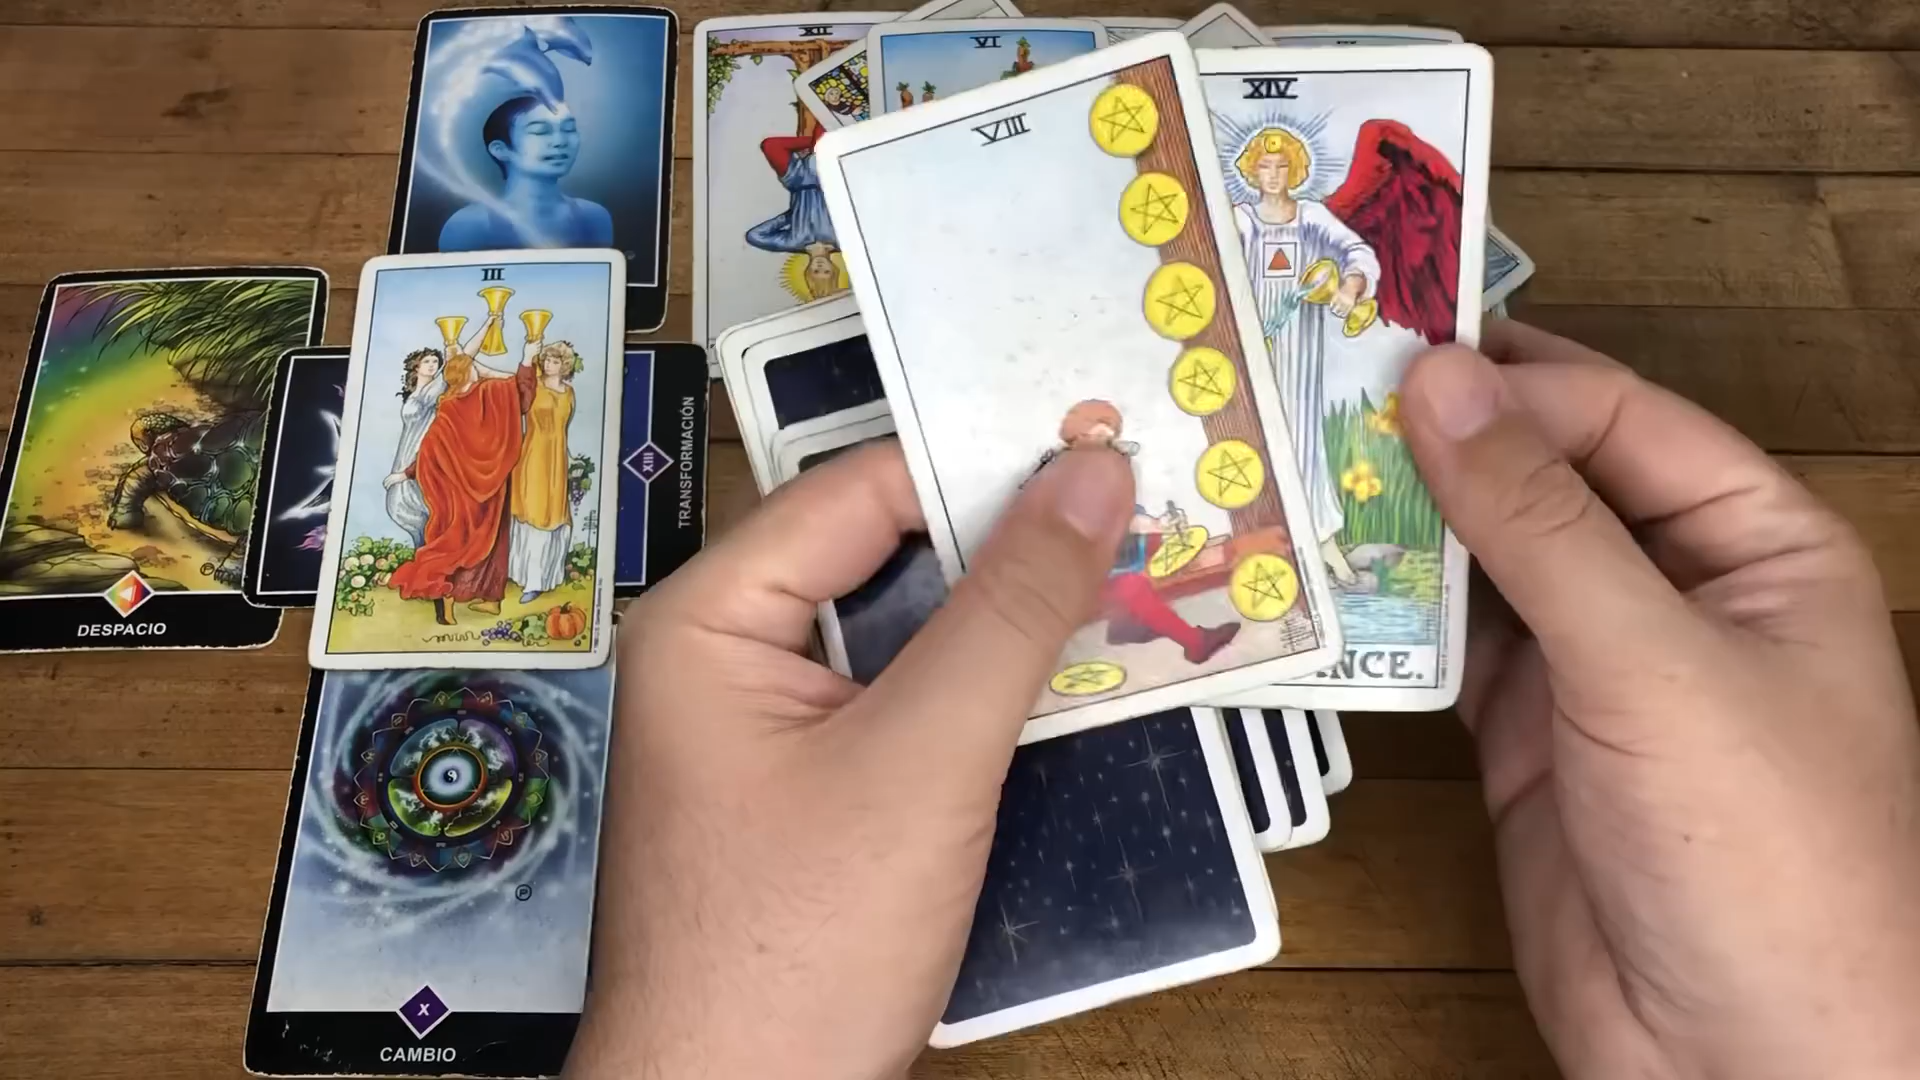 XII
VI
VIII
XIV
III
XIII
TRANSFORMACIÓN
DESPACIO
NCE.
X
CAMBIO